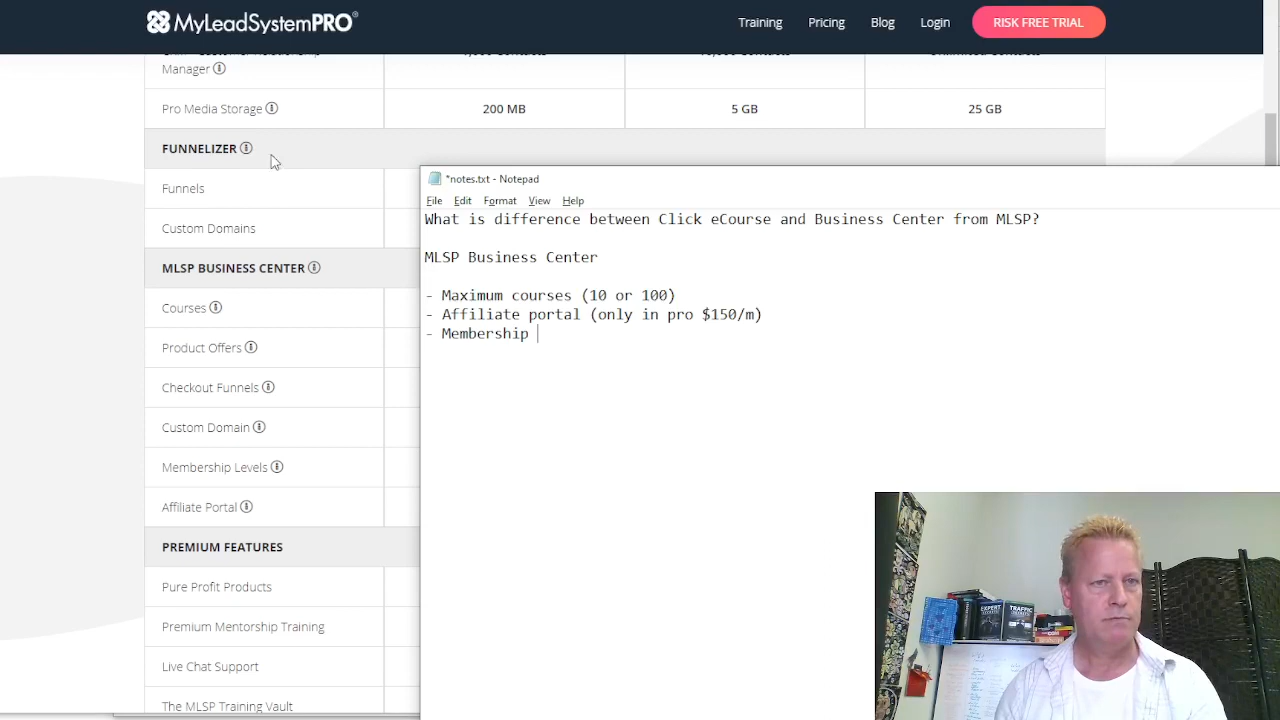 MyLeadSystemPRO®
Training Pricing Blog Login RISK FREE TRIAL
Manager
Pro Media Storage 200 MB 5 GB 25 GB
FUNNELIZER
Funnels
Custom Domains
MLSP BUSINESS CENTER
Courses
Product Offers
Checkout Funnels
Custom Domain
Membership Levels
Affiliate Portal
PREMIUM FEATURES
Pure Profit Products
Premium Mentorship Training
Live Chat Support
The MLSP Training Vault
*notes.txt - Notepad
File Edit Format View Help
What is difference between Click eCourse and Business Center from MLSP?
MLSP Business Center
- Maximum courses (10 or 100)
- Affiliate portal (only in pro $150/m)
- Membership
EXPERT
SECRETS
TRAFFIC
SECRETS